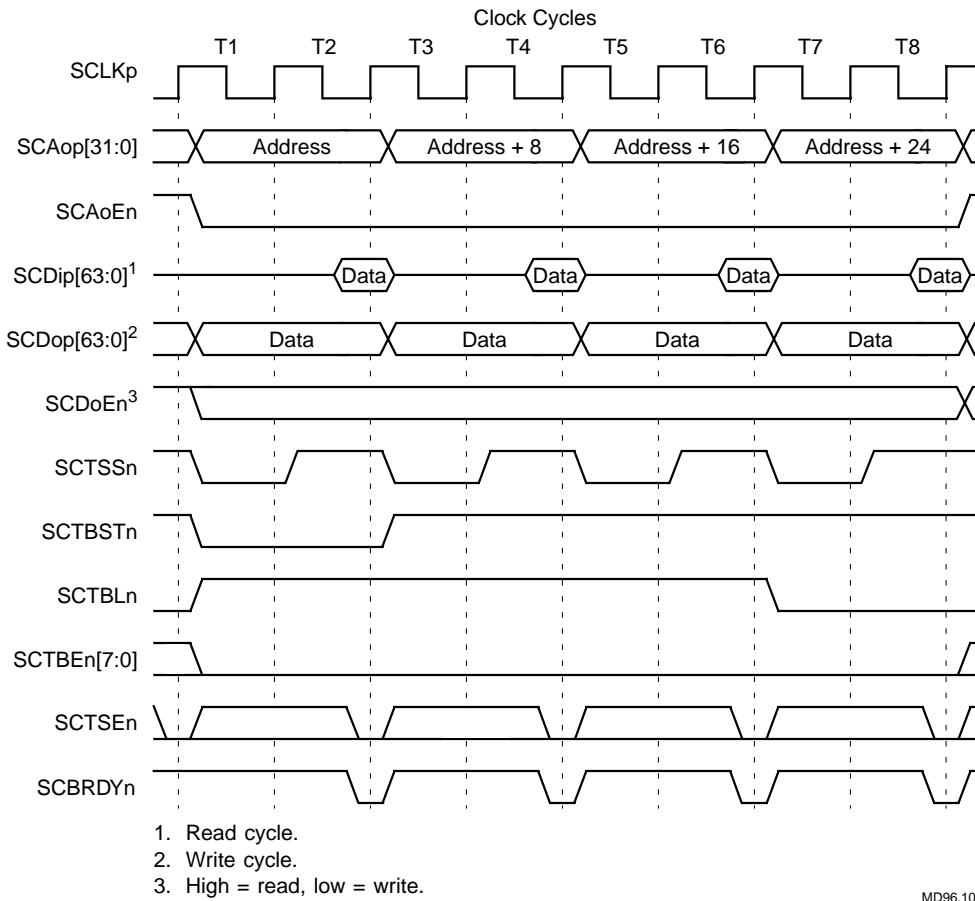 Clock Cycles
T1 T2 T3 T4 T5 T6 T7 T8
SCLKp
SCAop[31:0] Address Address + 8 Address + 16 Address + 24
SCAoEn
SCDip[63:0]1 Data Data Data Data
SCDop[63:0]2 Data Data Data Data
SCDoEn3
SCTSSn
SCTBSTn
SCTBLn
SCTBEn[7:0]
SCTSEn
SCBRDYn
1. Read cycle.
2. Write cycle.
3. High = read, low = write.
MD96.10